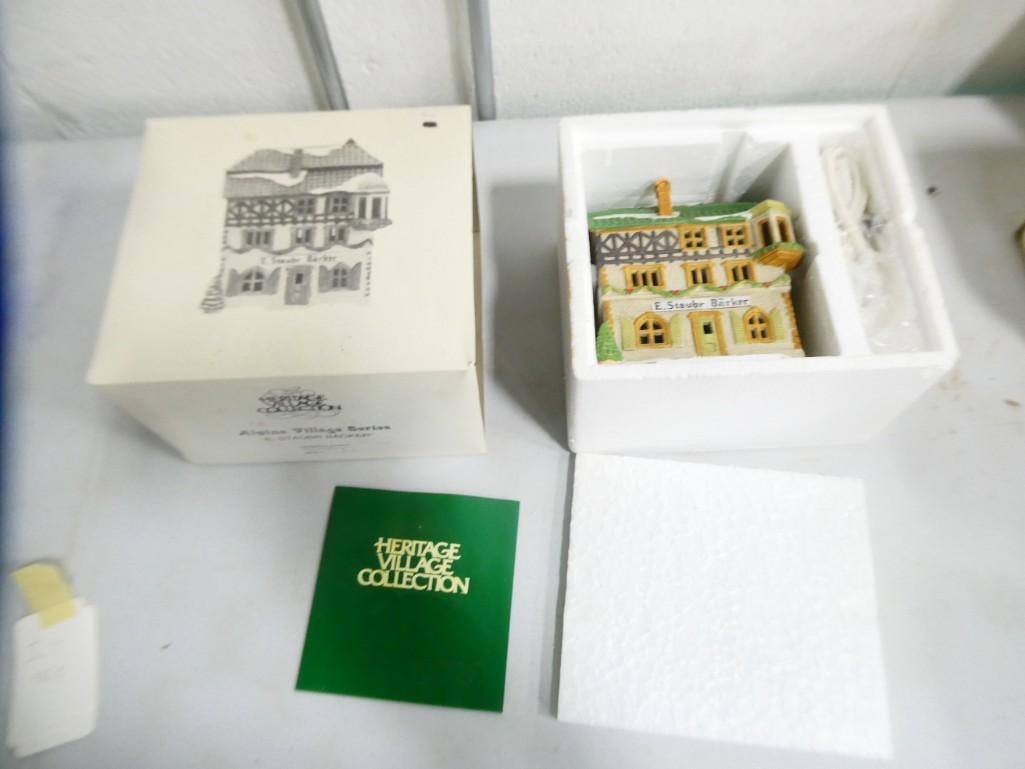 E. Staubr Bäcker
HERITAGE
VILLAGE
COLLECTION
Alpine Village Series
E. STAUBR BACKER
E. Staubr Bäcker
HERITAGE
VILLAGE
COLLECTION